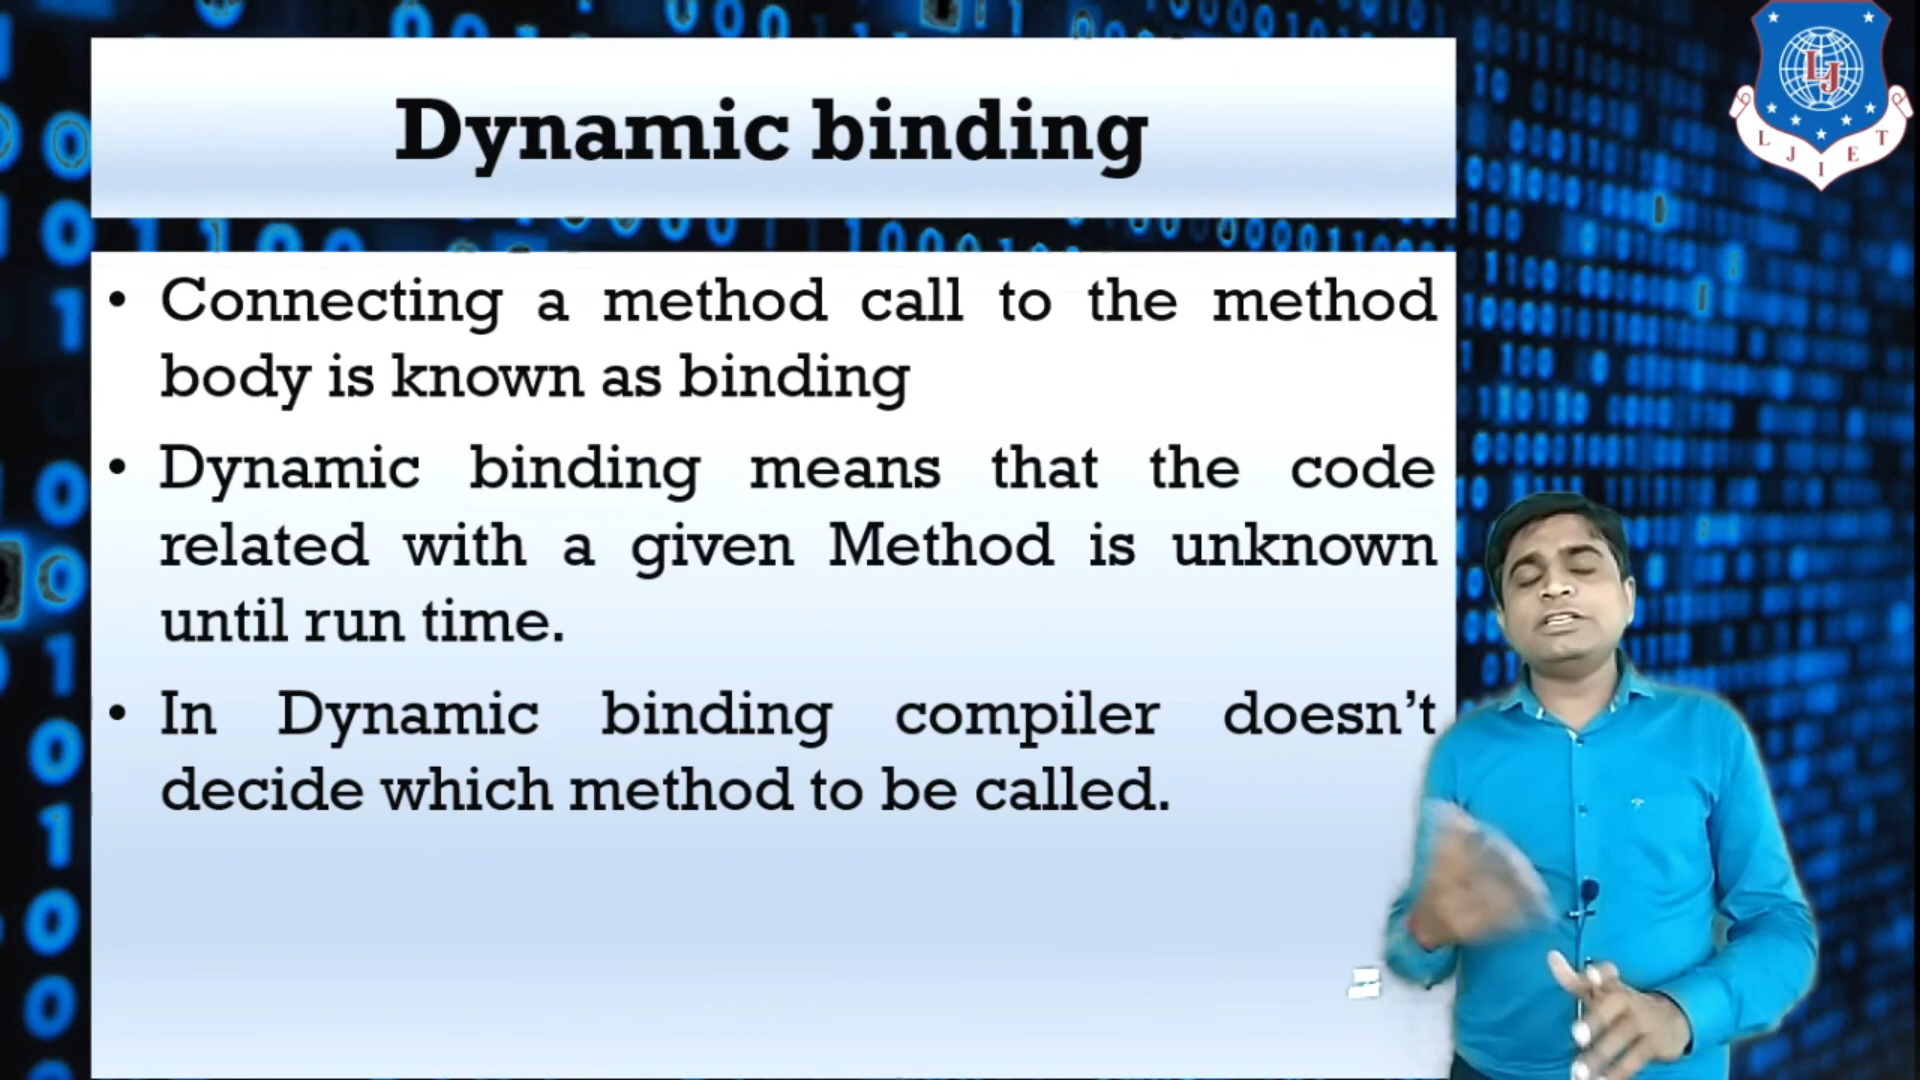 Dynamic binding
• Connecting a method call to the method
body is known as binding
• Dynamic binding means that the code
related with a given Method is unknown
until run time.
• In Dynamic binding compiler doesn’t
decide which method to be called.
LJ
L J I E T